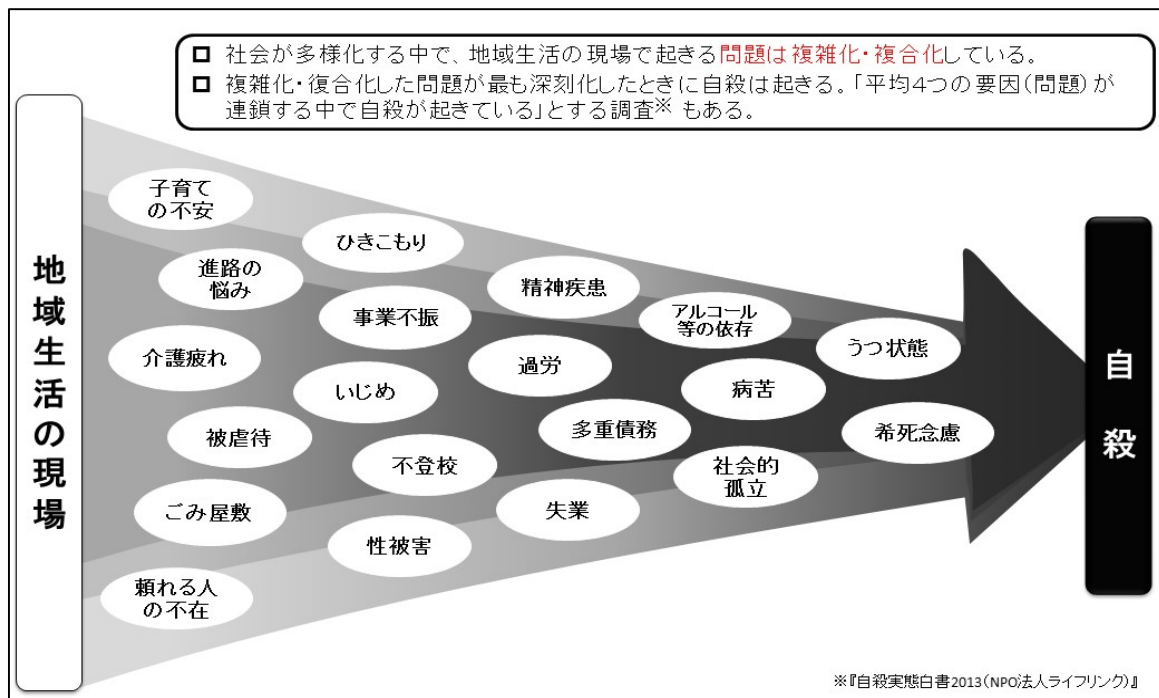 □ 社会が多様化する中で、地域生活の現場で起きる問題は複雑化・複合化している。
□ 複雑化・復合化した問題が最も深刻化したときに自殺は起きる。「平均4つの要因(問題)が
連鎖する中で自殺が起きている」とする調査※ もある。
地域生活の現場
子育て
の不安
ひきこもり
進路の
悩み
精神疾患
事業不振
アルコール
等の依存
うつ状態
介護疲れ
過労
いじめ
病苦
被虐待
多重債務
希死念慮
不登校
社会的
孤立
ごみ屋敷
失業
性被害
頼れる人
の不在
自殺
※『自殺実態白書2013(NPO法人ライフリンク)』